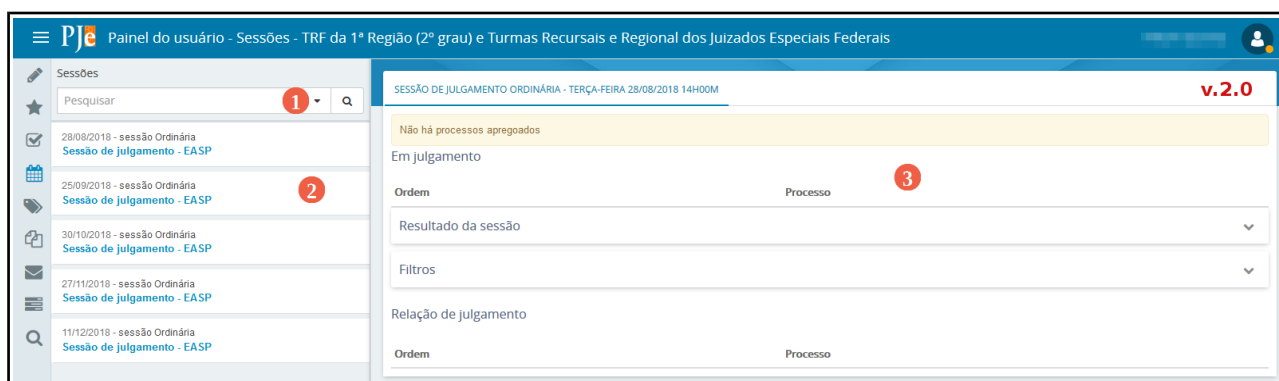 PJe Painel do usuário - Sessões - TRF da 1ª Região (2º grau) e Turmas Recursais e Regional dos Juizados Especiais Federais
Sessões
Pesquisar
1
28/08/2018 - sessão Ordinária
Sessão de julgamento - EASP
25/09/2018 - sessão Ordinária
Sessão de julgamento - EASP
2
30/10/2018 - sessão Ordinária
Sessão de julgamento - EASP
27/11/2018 - sessão Ordinária
Sessão de julgamento - EASP
11/12/2018 - sessão Ordinária
Sessão de julgamento - EASP
SESSÃO DE JULGAMENTO ORDINÁRIA - TERÇA-FEIRA 28/08/2018 14H00M
v.2.0
Não há processos apregoados
Em julgamento
3
Ordem Processo
Resultado da sessão
Filtros
Relação de julgamento
Ordem Processo